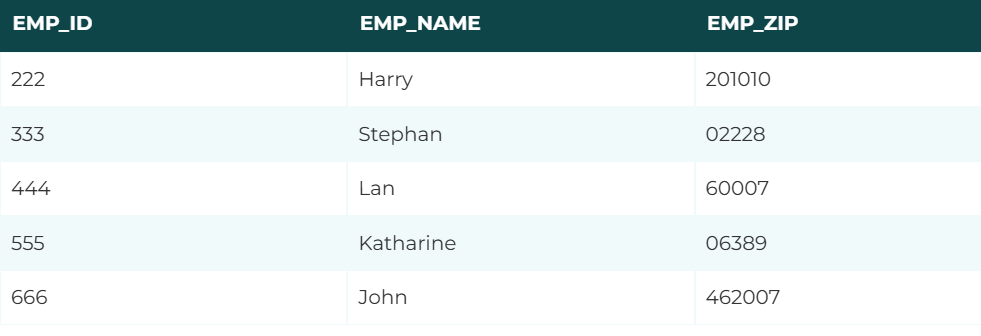 EMP_ID EMP_NAME EMP_ZIP
222 Harry 201010
333 Stephan 02228
444 Lan 60007
555 Katharine 06389
666 John 462007